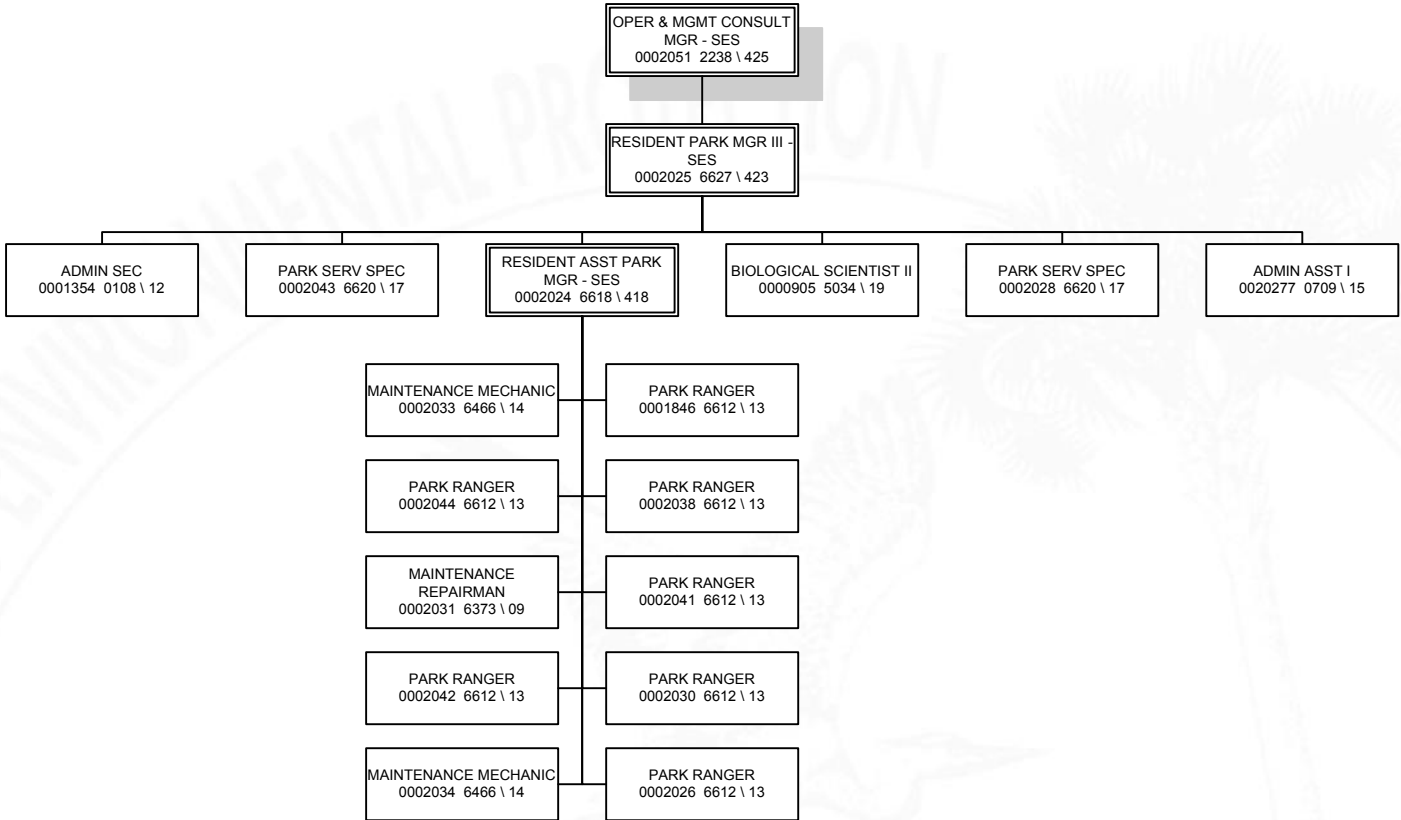 OPER & MGMT CONSULT
MGR - SES
0002051 2238 \ 425
RESIDENT PARK MGR III -
SES
0002025 6627 \ 423
ADMIN SEC
0001354 0108 \ 12
PARK SERV SPEC
0002043 6620 \ 17
RESIDENT ASST PARK
MGR - SES
0002024 6618 \ 418
BIOLOGICAL SCIENTIST II
0000905 5034 \ 19
PARK SERV SPEC
0002028 6620 \ 17
ADMIN ASST I
0020277 0709 \ 15
MAINTENANCE MECHANIC
0002033 6466 \ 14
PARK RANGER
0001846 6612 \ 13
PARK RANGER
0002044 6612 \ 13
PARK RANGER
0002038 6612 \ 13
MAINTENANCE
REPAIRMAN
0002031 6373 \ 09
PARK RANGER
0002041 6612 \ 13
PARK RANGER
0002042 6612 \ 13
PARK RANGER
0002030 6612 \ 13
MAINTENANCE MECHANIC
0002034 6466 \ 14
PARK RANGER
0002026 6612 \ 13
ENVIRONMENTAL PROTECTION